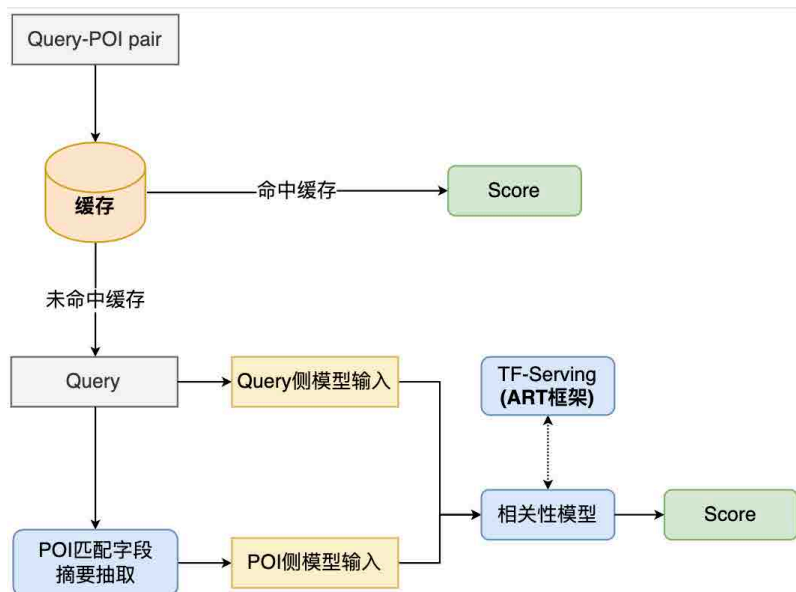 Query-POI pair
缓存
命中缓存
Score
未命中缓存
Query
Query侧模型输入
TF-Serving
(ART框架)
POI匹配字段
摘要抽取
POI侧模型输入
相关性模型
Score